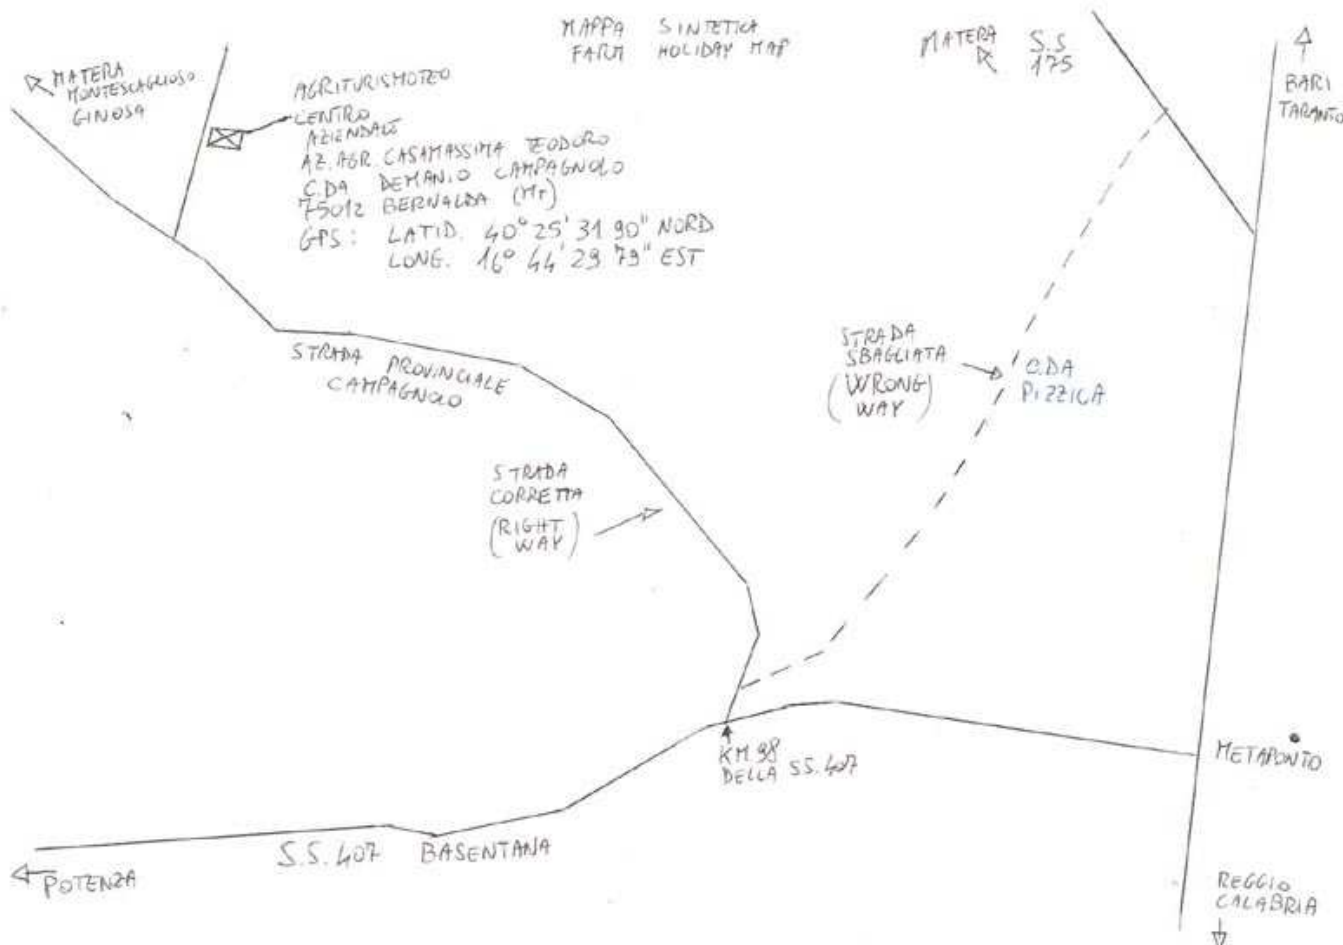 MAPPA SINTETICA
FARM HOLIDAY MAP
MATERA
MONTESCAGLIOSO
GINOSA
AGRITURISMOTEO
CENTRO
AZIENDALE
AZ. AGR. CASAMASSIMA TEODORO
C.DA DEMANIO CAMPAGNOLO
75012 BERNALDA (MT)
GPS: LATID. 40° 25' 31 90" NORD
LONG. 16° 44' 29 79" EST
MATERA S.S
175
BARI
TARANTO
STRADA PROVINCIALE
CAMPAGNOLO
STRADA
SBAGLIATA
(WRONG
WAY)
C.DA
PIZZICA
STRADA
CORRETTA
(RIGHT
WAY)
KM. 98
DELLA SS. 407
METAPONTO
S.S. 407 BASENTANA
POTENZA
REGGIO
CALABRIA